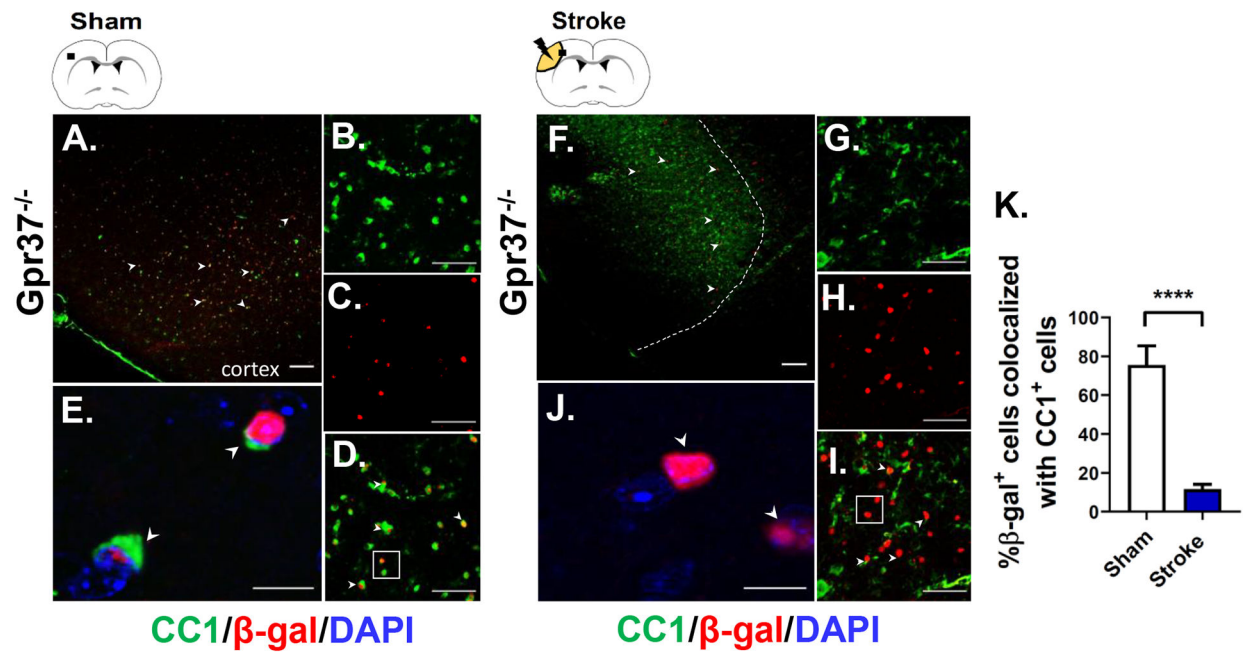 Sham
Stroke
Gpr37-/-
A.
B.
C.
cortex
D.
E.
CC1/β-gal/DAPI
Gpr37-/-
F.
G.
H.
I.
J.
CC1/β-gal/DAPI
K.
%β-gal+ cells colocalized
with CC1+ cells
****
100
80
60
40
20
0
Sham
Stroke